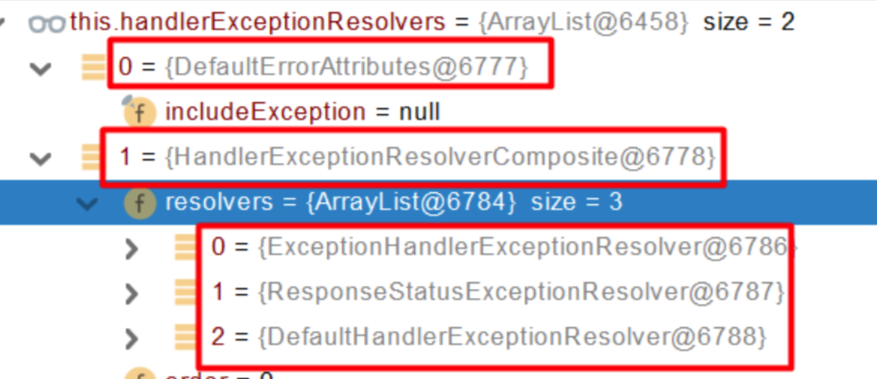 this.handlerExceptionResolvers = {ArrayList@6458} size = 2
0 = {DefaultErrorAttributes@6777}
f includeException = null
1 = {HandlerExceptionResolverComposite@6778}
f resolvers = {ArrayList@6784} size = 3
0 = {ExceptionHandlerExceptionResolver@6786}
1 = {ResponseStatusExceptionResolver@6787}
2 = {DefaultHandlerExceptionResolver@6788}
f order = 0